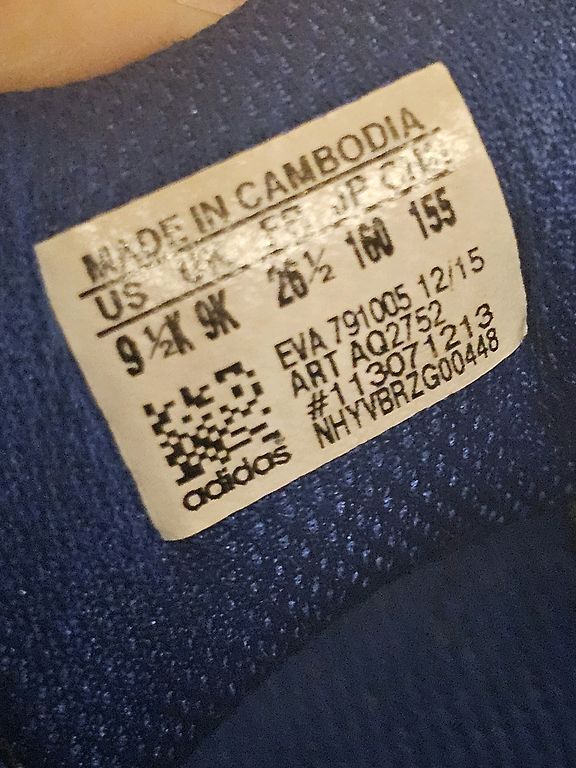 MADE IN CAMBODIA
US UK FR JP CHN
9 ½K 9K 26½ 160 155
EVA 791005 12/15
ART AQ2752
#113071213
NHYVBRZG00448
adidas